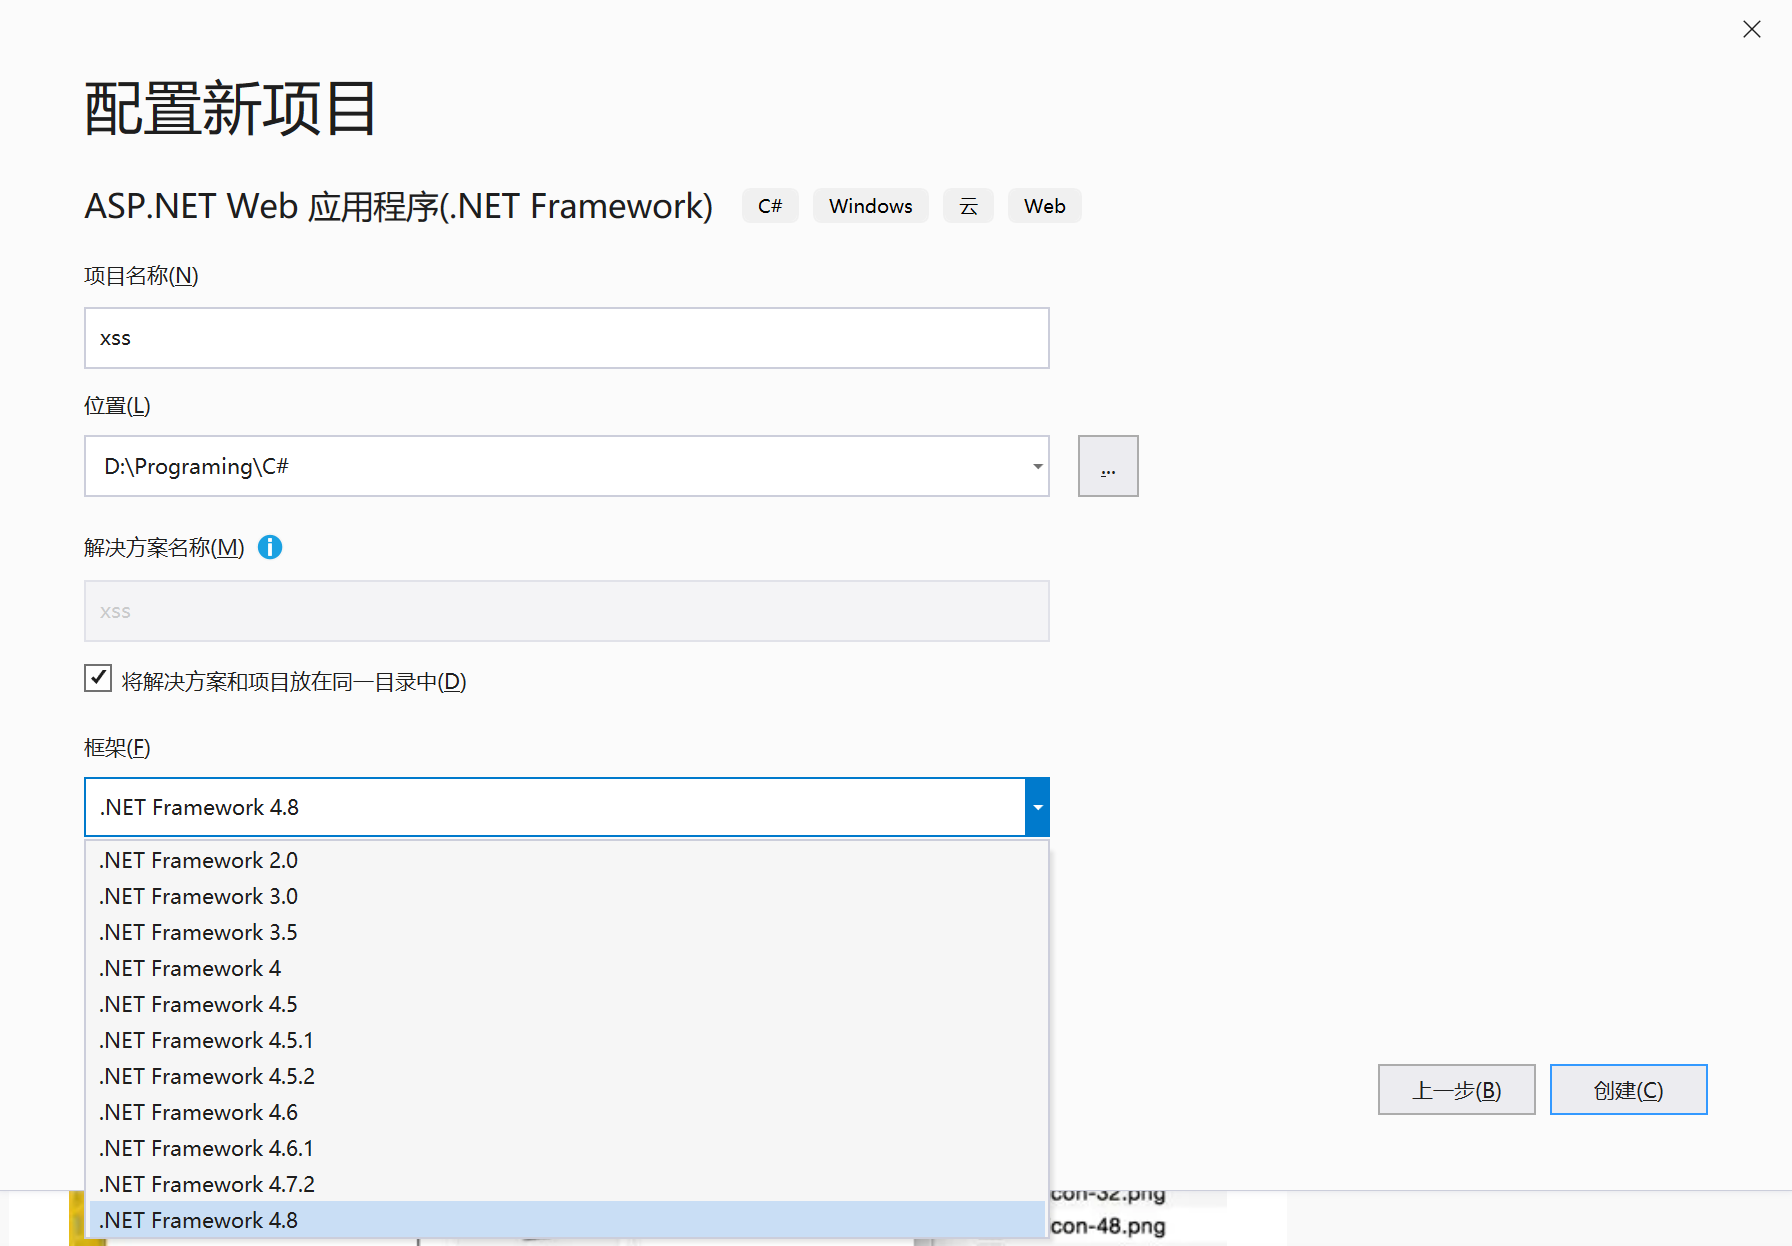 配置新项目
ASP.NET Web 应用程序(.NET Framework) C# Windows 云 Web
项目名称(N)
xss
位置(L)
D:\Programing\C# ...
解决方案名称(M)
xss
将解决方案和项目放在同一目录中(D)
框架(F)
.NET Framework 4.8
.NET Framework 2.0
.NET Framework 3.0
.NET Framework 3.5
.NET Framework 4
.NET Framework 4.5
.NET Framework 4.5.1
.NET Framework 4.5.2
.NET Framework 4.6
.NET Framework 4.6.1
.NET Framework 4.7.2
.NET Framework 4.8
上一步(B) 创建(C)
con-32.png
con-48.png